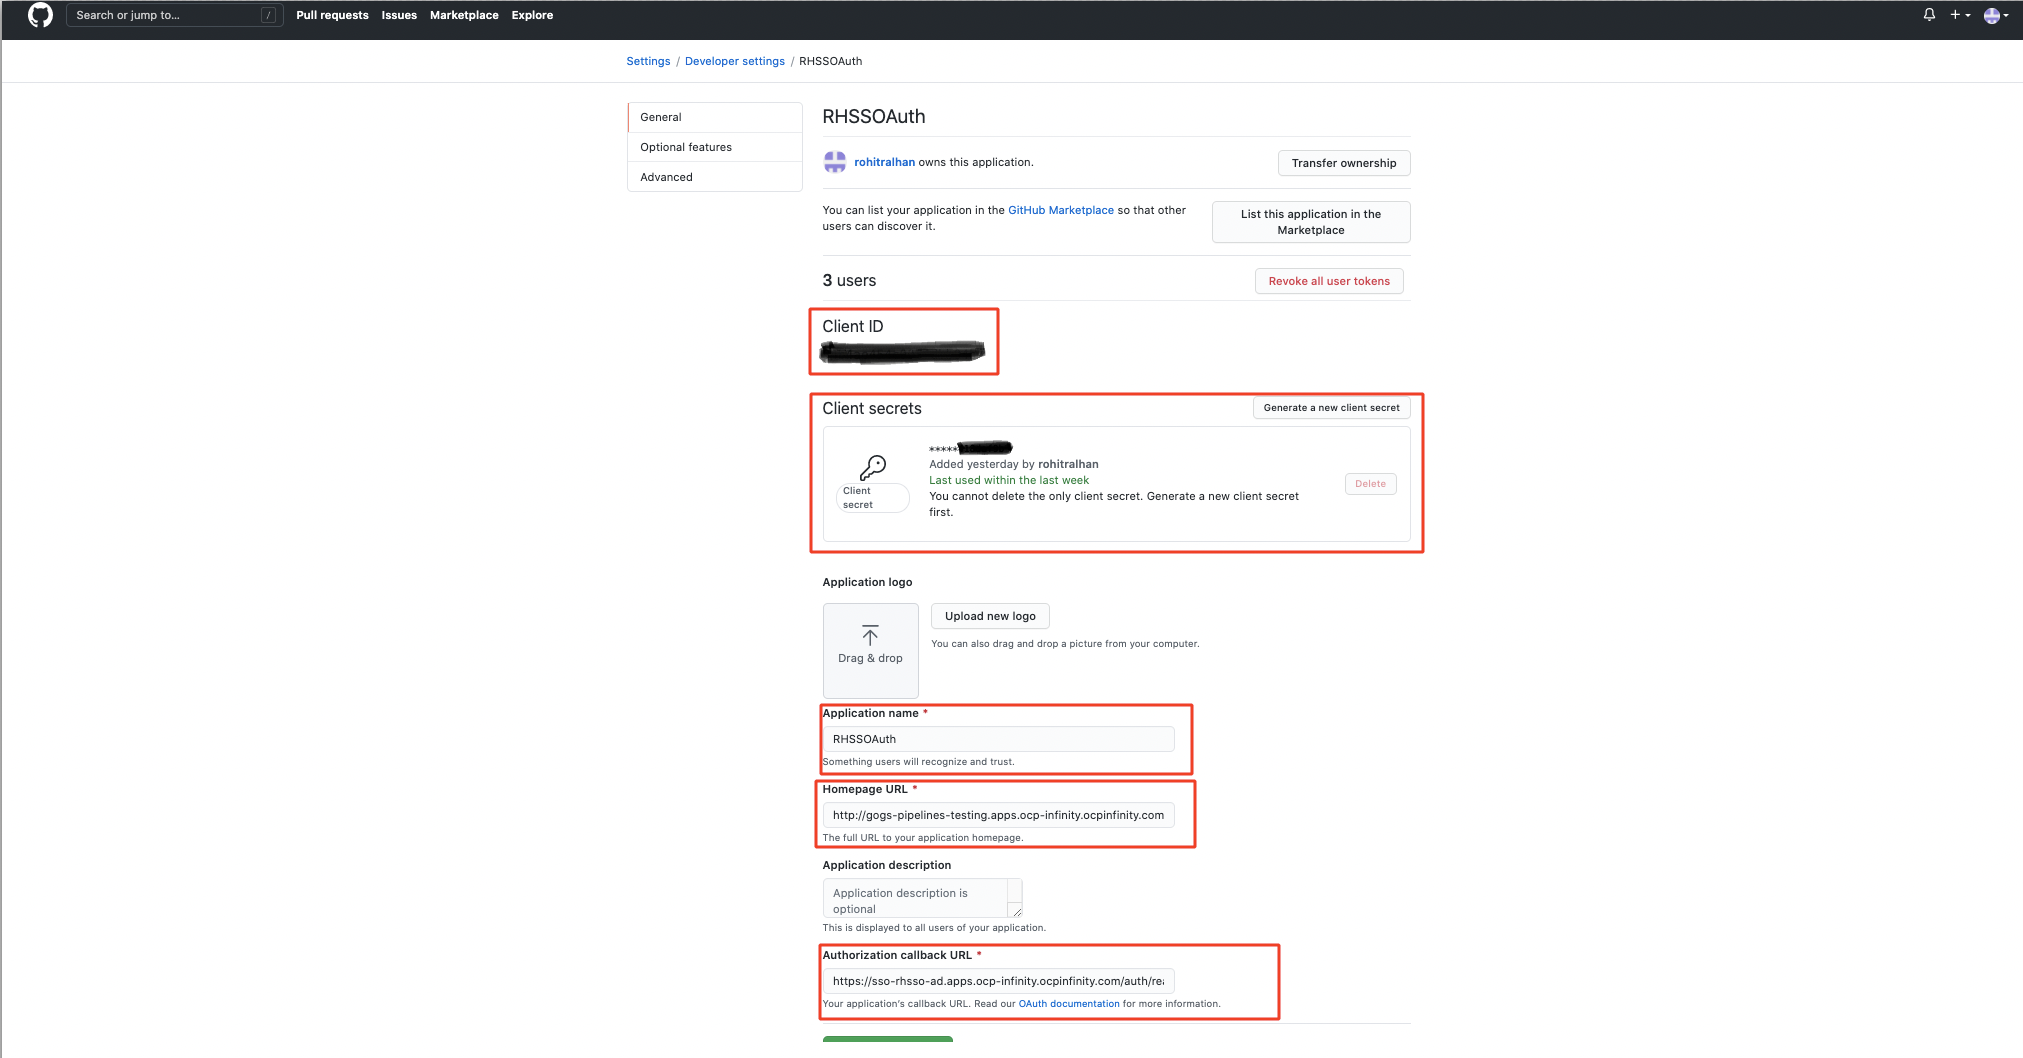 Search or jump to... /
Pull requests Issues Marketplace Explore
Settings / Developer settings / RHSSOAuth
General
Optional features
Advanced
RHSSOAuth
rohitralhan owns this application.
Transfer ownership
You can list your application in the GitHub Marketplace so that other
users can discover it.
List this application in the
Marketplace
3 users
Revoke all user tokens
Client ID
Client secrets
Generate a new client secret
*****
Added yesterday by rohitralhan
Last used within the last week
You cannot delete the only client secret. Generate a new client secret
first.
Client
secret
Delete
Application logo
Drag & drop
Upload new logo
You can also drag and drop a picture from your computer.
Application name *
RHSSOAuth
Something users will recognize and trust.
Homepage URL *
http://gogs-pipelines-testing.apps.ocp-infinity.ocpinfinity.com
The full URL to your application homepage.
Application description
Application description is
optional
This is displayed to all users of your application.
Authorization callback URL *
https://sso-rhsso-ad.apps.ocp-infinity.ocpinfinity.com/auth/rea
Your application's callback URL. Read our OAuth documentation for more information.